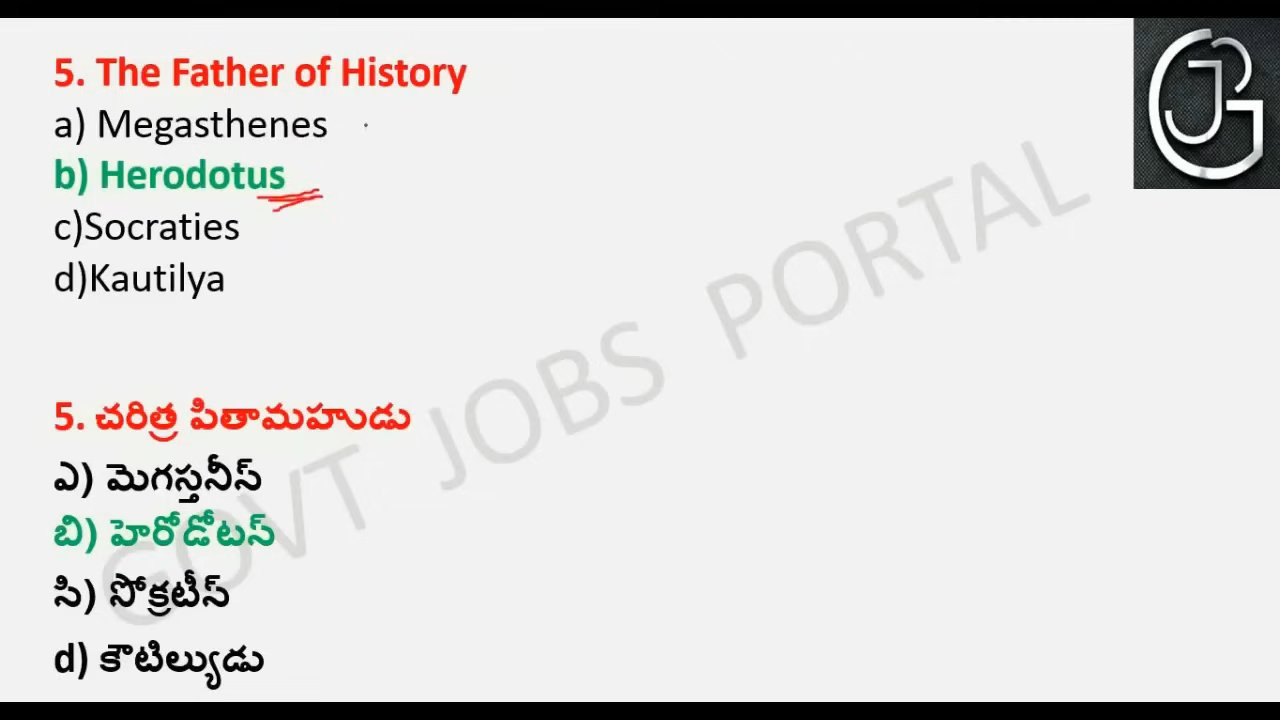 5. The Father of History
a) Megasthenes
b) Herodotus
c)Socraties
d)Kautilya
5. చరిత్ర పితామహుడు
ఎ) మెగస్తనీస్
బి) హెరోడోటస్
సి) సోక్రటీస్
d) కౌటిల్యుడు
GOVT JOBS PORTAL
GJP